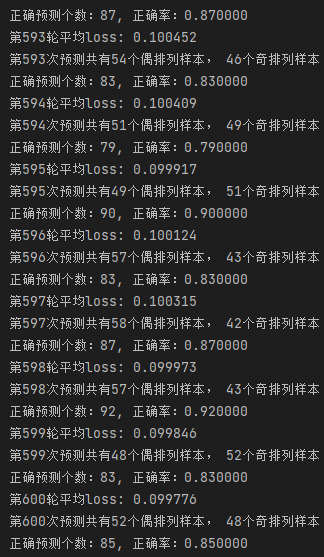 正确预测个数：87, 正确率：0.870000
第593轮平均loss: 0.100452
第593次预测共有54个偶排列样本， 46个奇排列样本
正确预测个数：83, 正确率：0.830000
第594轮平均loss: 0.100409
第594次预测共有51个偶排列样本， 49个奇排列样本
正确预测个数：79, 正确率：0.790000
第595轮平均loss: 0.099917
第595次预测共有49个偶排列样本， 51个奇排列样本
正确预测个数：90, 正确率：0.900000
第596轮平均loss: 0.100124
第596次预测共有57个偶排列样本， 43个奇排列样本
正确预测个数：83, 正确率：0.830000
第597轮平均loss: 0.100315
第597次预测共有58个偶排列样本， 42个奇排列样本
正确预测个数：87, 正确率：0.870000
第598轮平均loss: 0.099973
第598次预测共有57个偶排列样本， 43个奇排列样本
正确预测个数：92, 正确率：0.920000
第599轮平均loss: 0.099846
第599次预测共有48个偶排列样本， 52个奇排列样本
正确预测个数：83, 正确率：0.830000
第600轮平均loss: 0.099776
第600次预测共有52个偶排列样本， 48个奇排列样本
正确预测个数：85, 正确率：0.850000